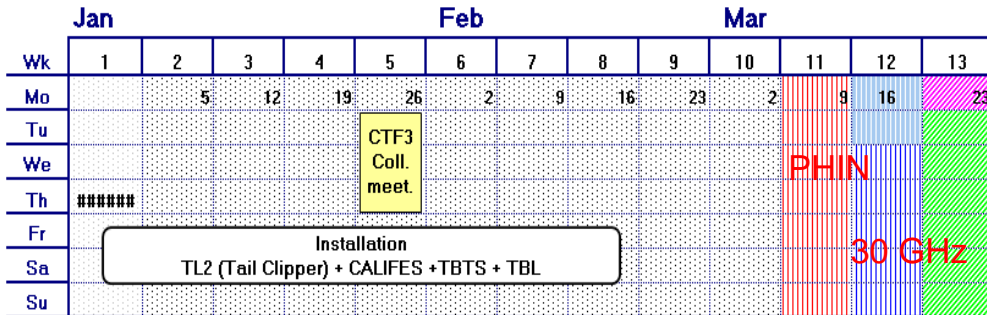 Jan Feb Mar
Wk 1 2 3 4 5 6 7 8 9 10 11 12 13
Mo 5 12 19 26 2 9 16 23 2 9 16 23
Tu
We
Th ######
Fr
Sa
Su
CTF3
Coll.
meet.
Installation
TL2 (Tail Clipper) + CALIFES +TBTS + TBL
PHIN
30 GHz